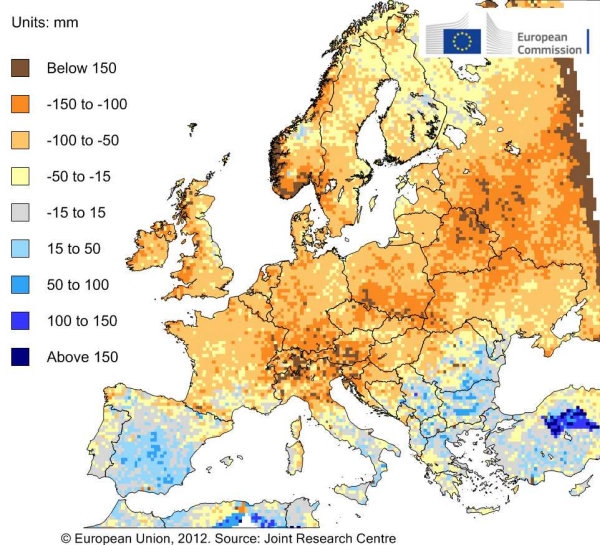 Units: mm
European
Commission
Below 150
-150 to -100
-100 to -50
-50 to -15
-15 to 15
15 to 50
50 to 100
100 to 150
Above 150
© European Union, 2012. Source: Joint Research Centre